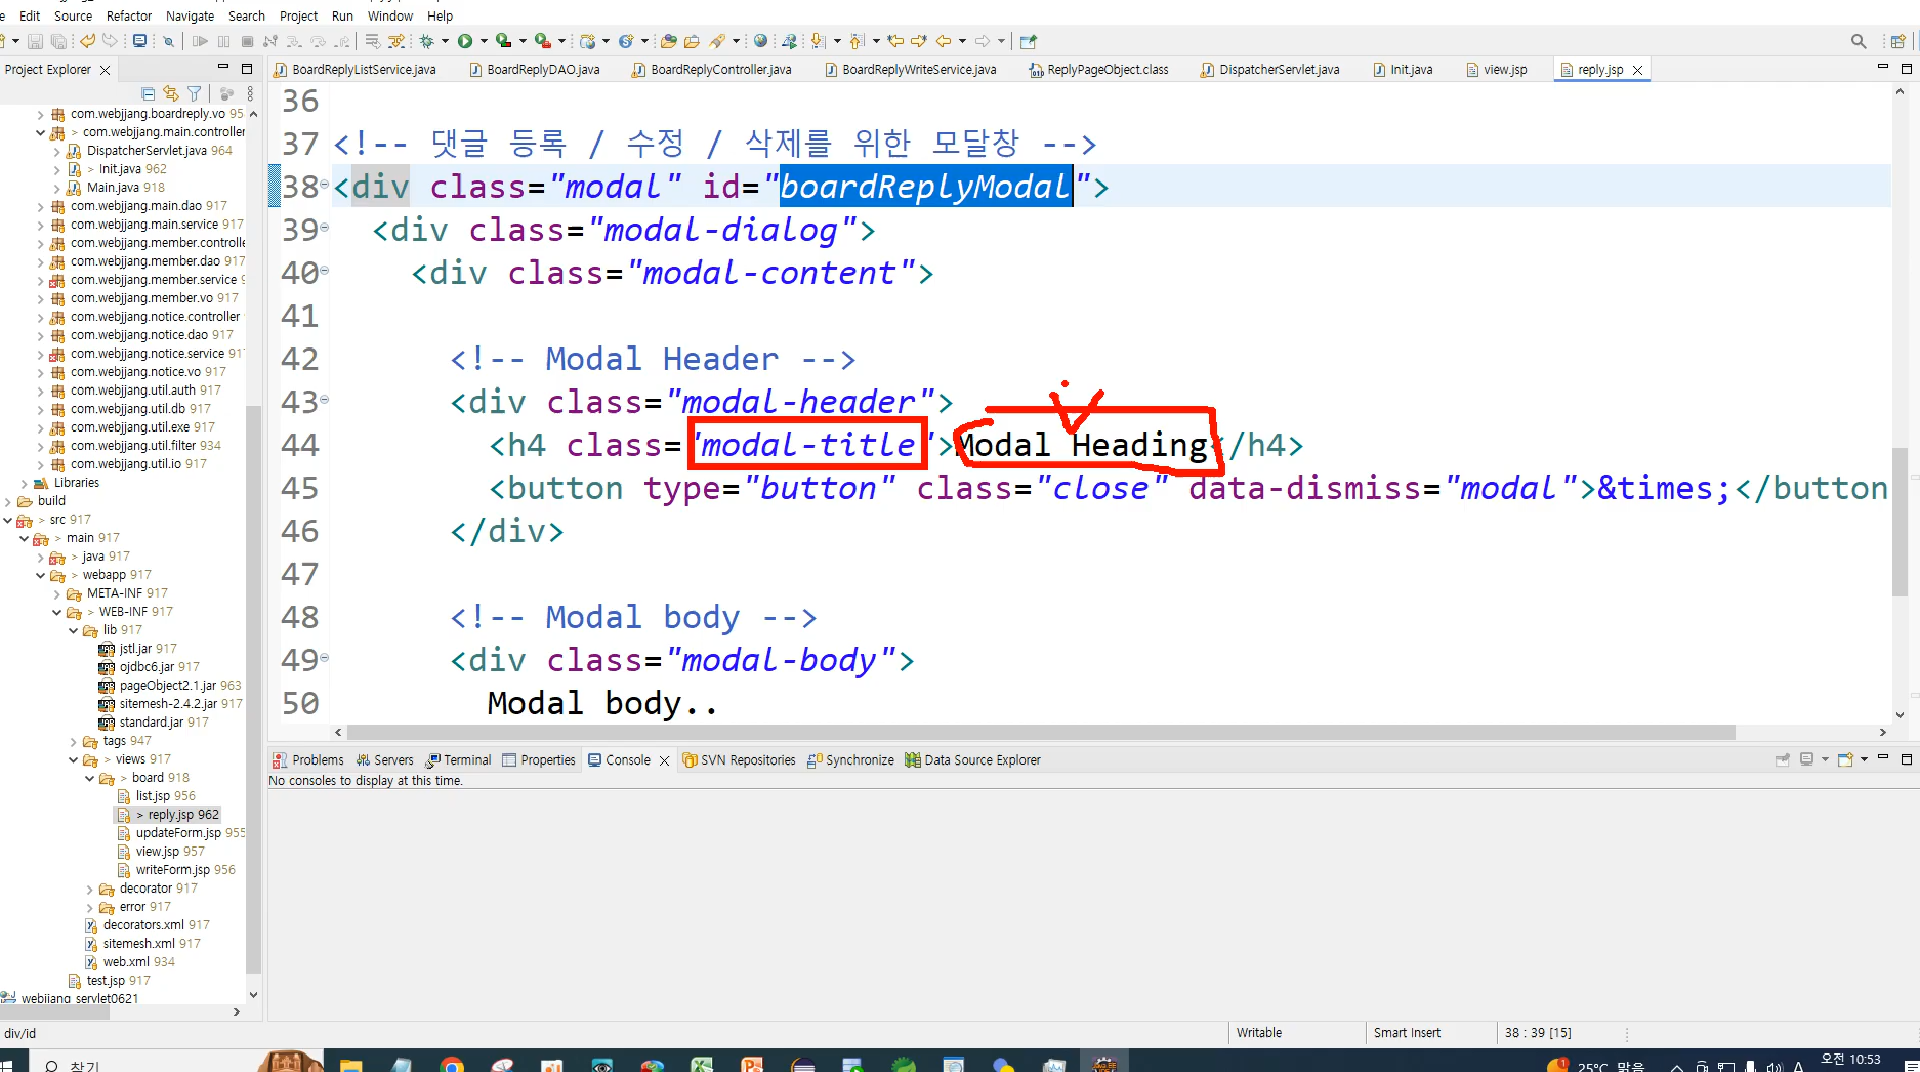 Edit Source Refactor Navigate Search Project Run Window Help
Project Explorer
BoardReplyListService.java BoardReplyDAO.java BoardReplyController.java BoardReplyWriteService.java ReplyPageObject.class DispatcherServlet.java Init.java view.jsp reply.jsp
com.webjjang.boardreply.vo 95
> com.webjjang.main.controller
DispatcherServlet.java 964
> Init.java 962
Main.java 918
com.webjjang.main.dao 917
com.webjjang.main.service 917
com.webjjang.member.controlle
com.webjjang.member.dao 917
com.webjjang.member.service 9
com.webjjang.member.vo 917
com.webjjang.notice.controller
com.webjjang.notice.dao 917
com.webjjang.notice.service 917
com.webjjang.notice.vo 917
com.webjjang.util.auth 917
com.webjjang.util.db 917
com.webjjang.util.exe 917
com.webjjang.util.filter 934
com.webjjang.util.io 917
Libraries
build
> src 917
> main 917
> java 917
> webapp 917
META-INF 917
> WEB-INF 917
lib 917
jstl.jar 917
ojdbc6.jar 917
pageObject2.1.jar 963
sitemesh-2.4.2.jar 917
standard.jar 917
tags 947
> views 917
> board 918
list.jsp 956
> reply.jsp 962
updateForm.jsp 955
view.jsp 957
writeForm.jsp 956
decorator 917
error 917
decorators.xml 917
sitemesh.xml 917
web.xml 934
test.jsp 917
webjjang servlet0621
36
37 <!-- 댓글 등록 / 수정 / 삭제를 위한 모달창 -->
38 <div class="modal" id="boardReplyModal">
39 <div class="modal-dialog">
40 <div class="modal-content">
41
42 <!-- Modal Header -->
43 <div class="modal-header">
44 <h4 class="modal-title">Modal Heading</h4>
45 <button type="button" class="close" data-dismiss="modal">&times;</button
46 </div>
47
48 <!-- Modal body -->
49 <div class="modal-body">
50 Modal body..
Problems Servers Terminal Properties Console SVN Repositories Synchronize Data Source Explorer
No consoles to display at this time.
div/id Writable Smart Insert 38 : 39 [15]
찾기 25°C 맑음 A 오전 10:53